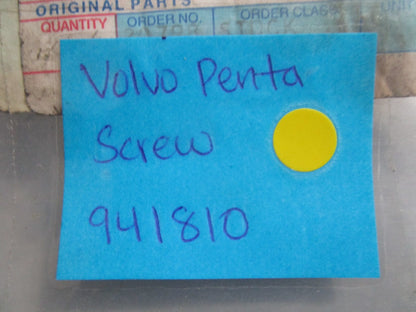 ORIGINAL PARTS
QUANTITY ORDER NO. ORDER CLASS
Volvo Penta
Screw
941810